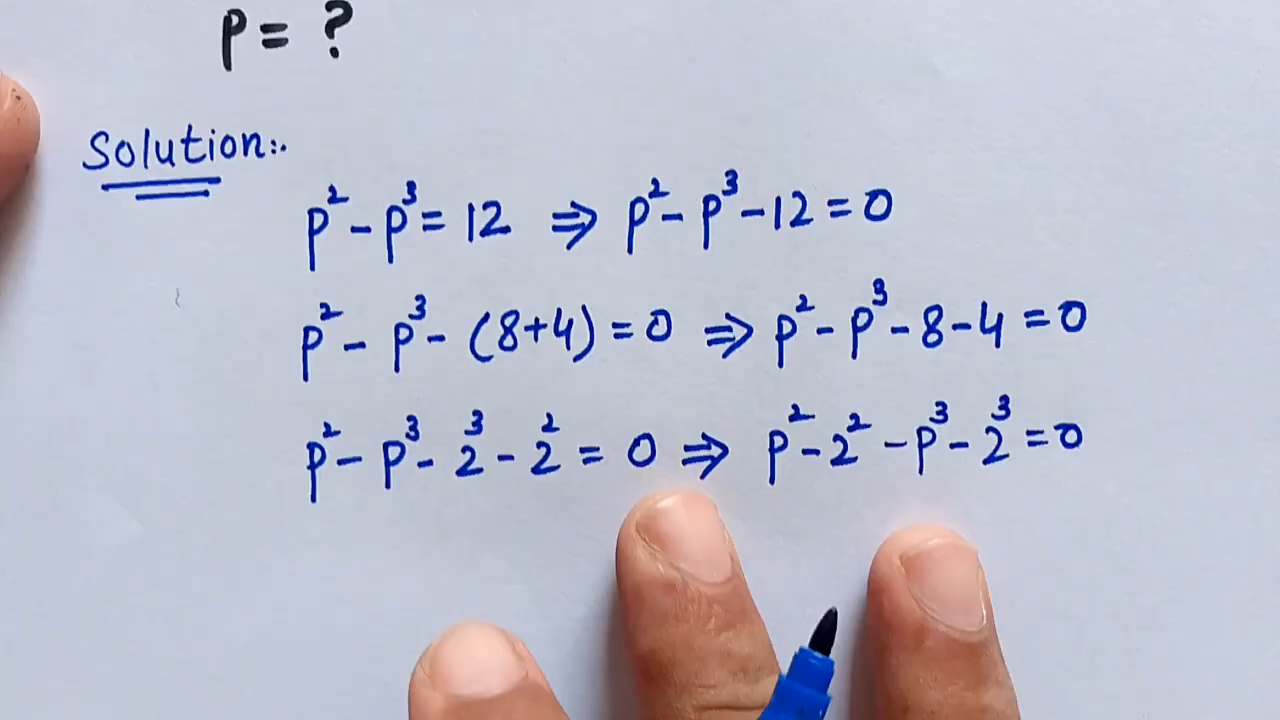 P = ?
Solution:.
p² - p³ = 12 ⇒ p² - p³ - 12 = 0
p² - p³ - (8+4) = 0 ⇒ p² - p³ - 8 - 4 = 0
p² - p³ - 2³ - 2² = 0 ⇒ p² - 2² - p³ - 2³ = 0